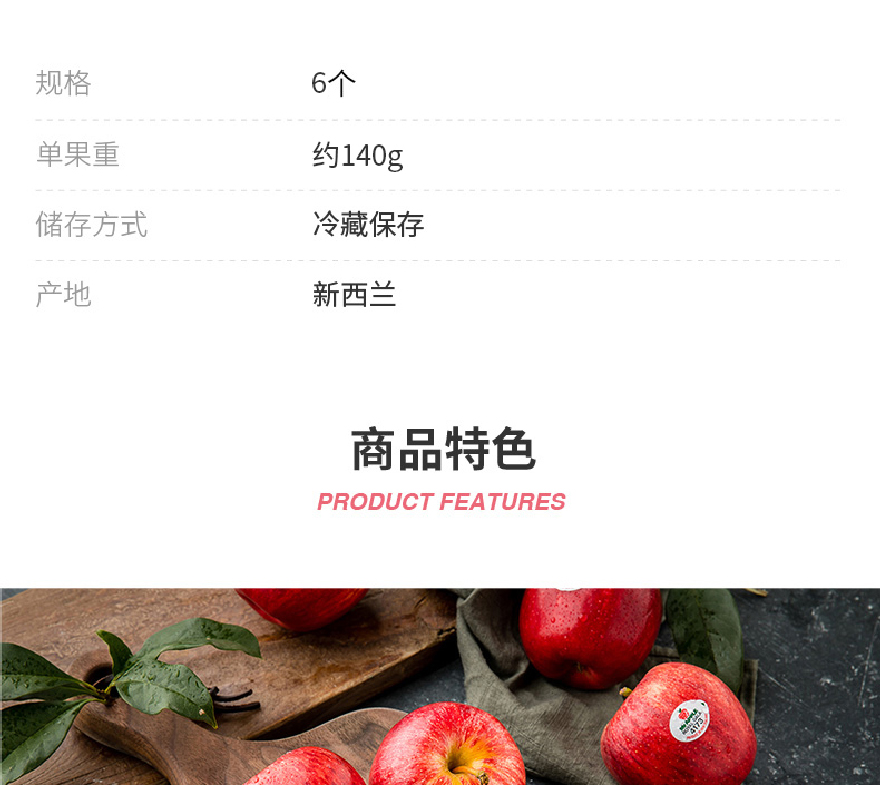 规格 6个
单果重 约140g
储存方式 冷藏保存
产地 新西兰
商品特色
PRODUCT FEATURES